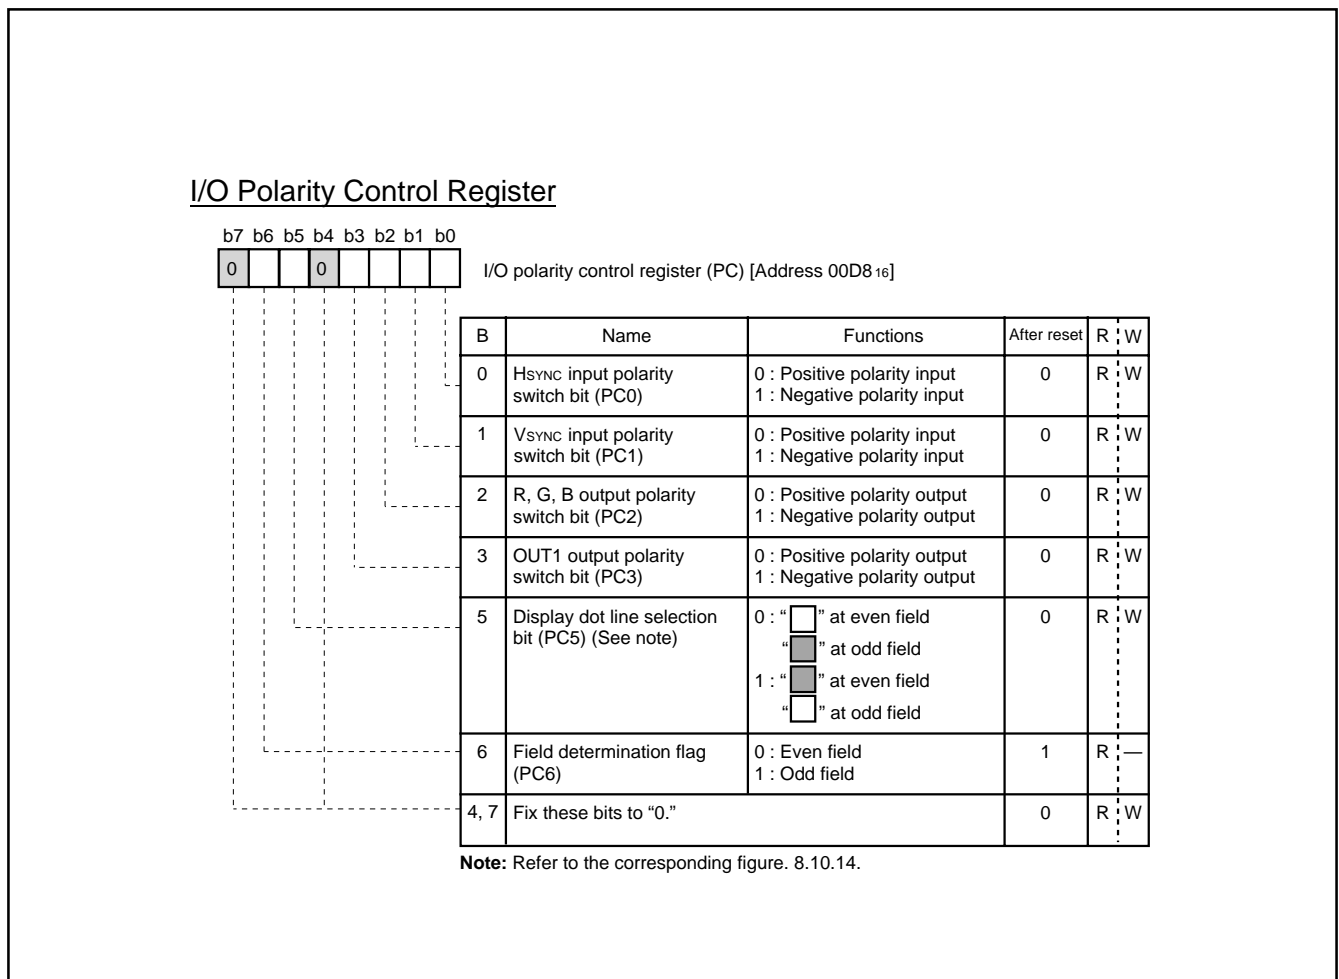 I/O Polarity Control Register
b7 b6 b5 b4 b3 b2 b1 b0
0 0
I/O polarity control register (PC) [Address 00D8 16]
B Name Functions After reset R W
0 HSYNC input polarity switch bit (PC0) 0 : Positive polarity input 0 R W
1 : Negative polarity input
1 VSYNC input polarity switch bit (PC1) 0 : Positive polarity input 0 R W
1 : Negative polarity input
2 R, G, B output polarity switch bit (PC2) 0 : Positive polarity output 0 R W
1 : Negative polarity output
3 OUT1 output polarity switch bit (PC3) 0 : Positive polarity output 0 R W
1 : Negative polarity output
5 Display dot line selection bit (PC5) (See note) 0 : “ ” at even field 0 R W
“ ” at odd field
1 : “ ” at even field
“ ” at odd field
6 Field determination flag (PC6) 0 : Even field 1 R —
1 : Odd field
4, 7 Fix these bits to “0.” 0 R W
Note: Refer to the corresponding figure. 8.10.14.